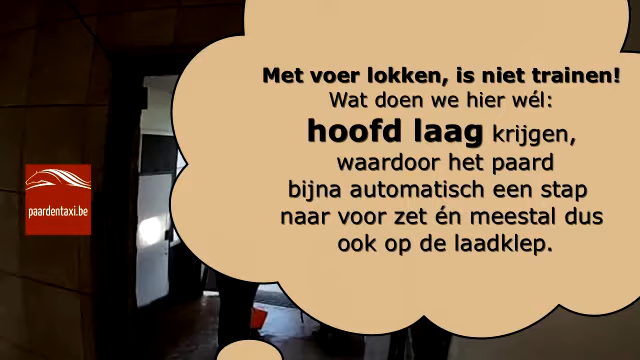 Met voer lokken, is niet trainen!
Wat doen we hier wél:
hoofd laag krijgen,
waardoor het paard
bijna automatisch een stap
naar voor zet én meestal dus
ook op de laadklep.
paardentaxi.be